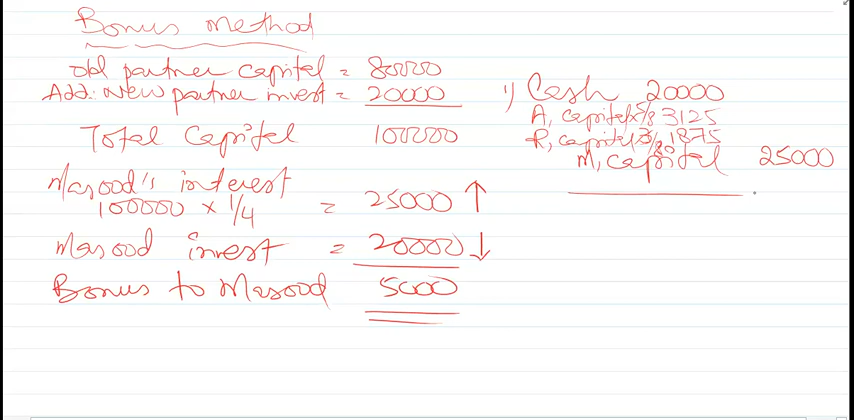 Bonus Method
Old partner capital = 80000
Add: New partner invest = 20000
Total Capital 100000
Masood's interest
100000 x 1/4 = 25000 ↑
Masood invest = 20000 ↓
Bonus to Masood 5000
1) Cash 20000
A, capital x 5/8 3125
R, capital x 3/8 1875
M, capital 25000